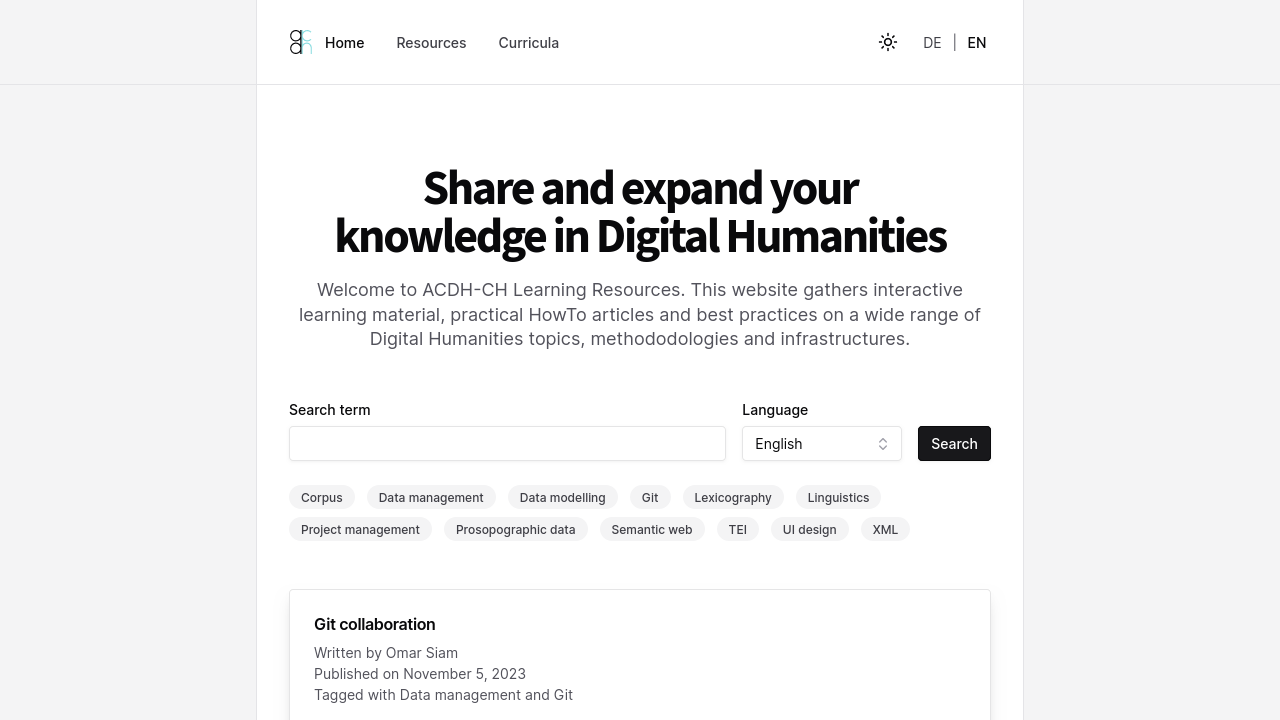 Home Resources Curricula DE | EN
Share and expand your
knowledge in Digital Humanities
Welcome to ACDH-CH Learning Resources. This website gathers interactive
learning material, practical HowTo articles and best practices on a wide range of
Digital Humanities topics, methododologies and infrastructures.
Search term Language
English Search
Corpus Data management Data modelling Git Lexicography Linguistics
Project management Prosopographic data Semantic web TEI UI design XML
Git collaboration
Written by Omar Siam
Published on November 5, 2023
Tagged with Data management and Git